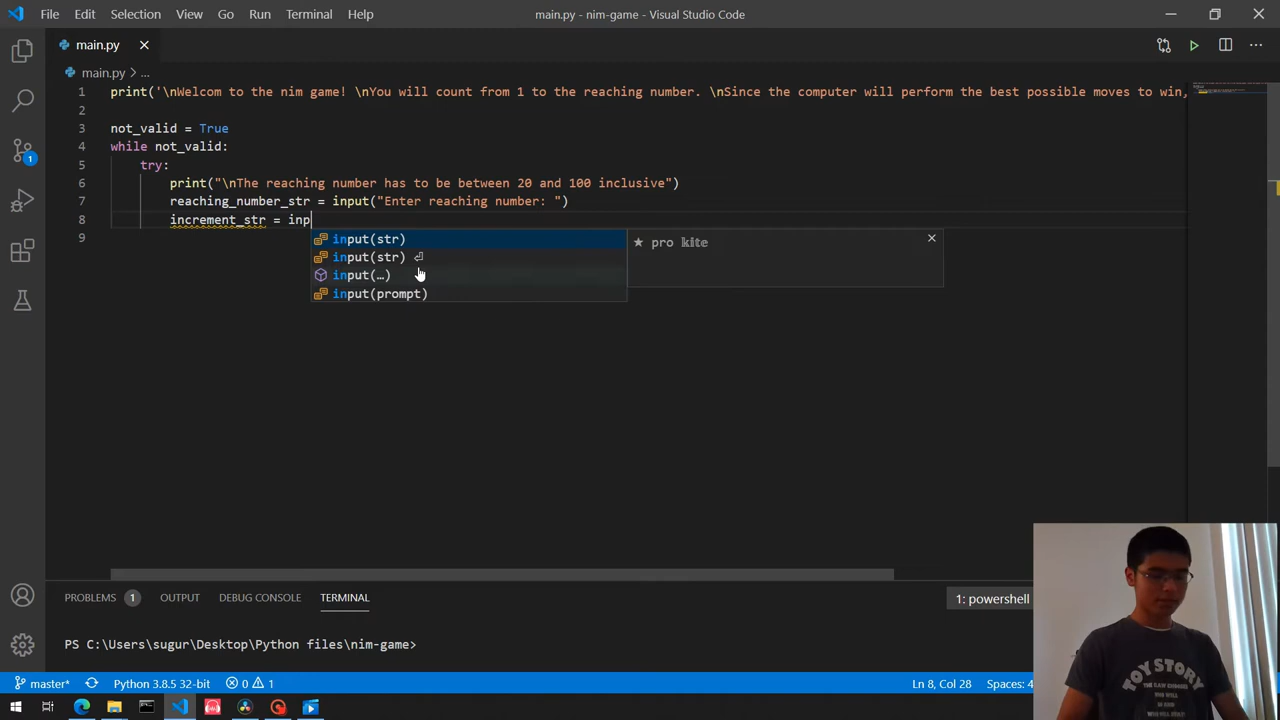 File Edit Selection View Go Run Terminal Help main.py - nim-game - Visual Studio Code
main.py
main.py > ...
1 print('\nWelcom to the nim game! \nYou will count from 1 to the reaching number. \nSince the computer will perform the best possible moves to win,
2
3 not_valid = True
4 while not_valid:
5 try:
6 print("\nThe reaching number has to be between 20 and 100 inclusive")
7 reaching_number_str = input("Enter reaching number: ")
8 increment_str = inp
9
input(str)
input(str) ⏎
input(…)
input(prompt)
★ pro kite
1
PROBLEMS 1 OUTPUT DEBUG CONSOLE TERMINAL 1: powershell
PS C:\Users\sugur\Desktop\Python files\nim-game>
TOY STORY
master* Python 3.8.5 32-bit 0 1 Ln 8, Col 28 Spaces: 4